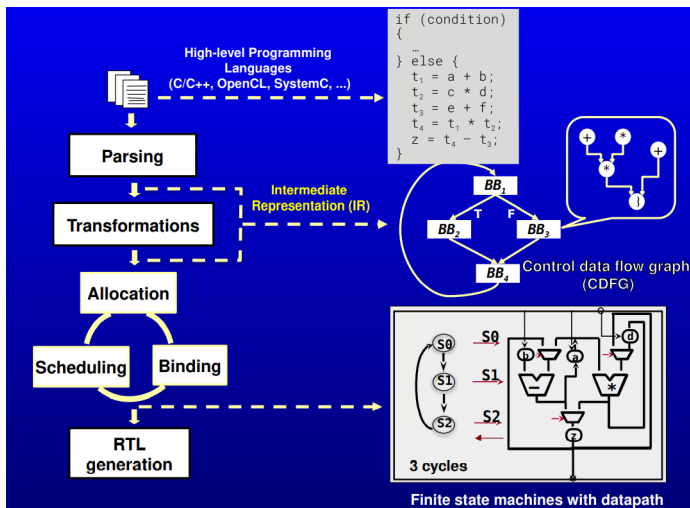 High-level Programming
Languages
(C/C++, OpenCL, SystemC, ...)
if (condition)
{
…
} else {
t₁ = a + b;
t₂ = c * d;
t₃ = e + f;
t₄ = t₁ * t₂;
z = t₄ – t₃;
}
Parsing
Transformations
Intermediate
Representation (IR)
BB₁
T F
BB₂ BB₃
BB₄
+ * +
*
Control data flow graph
(CDFG)
Allocation
Scheduling Binding
RTL
generation
S0
S1
S2
S0
S1
S2
b a d
– *
z
3 cycles
Finite state machines with datapath